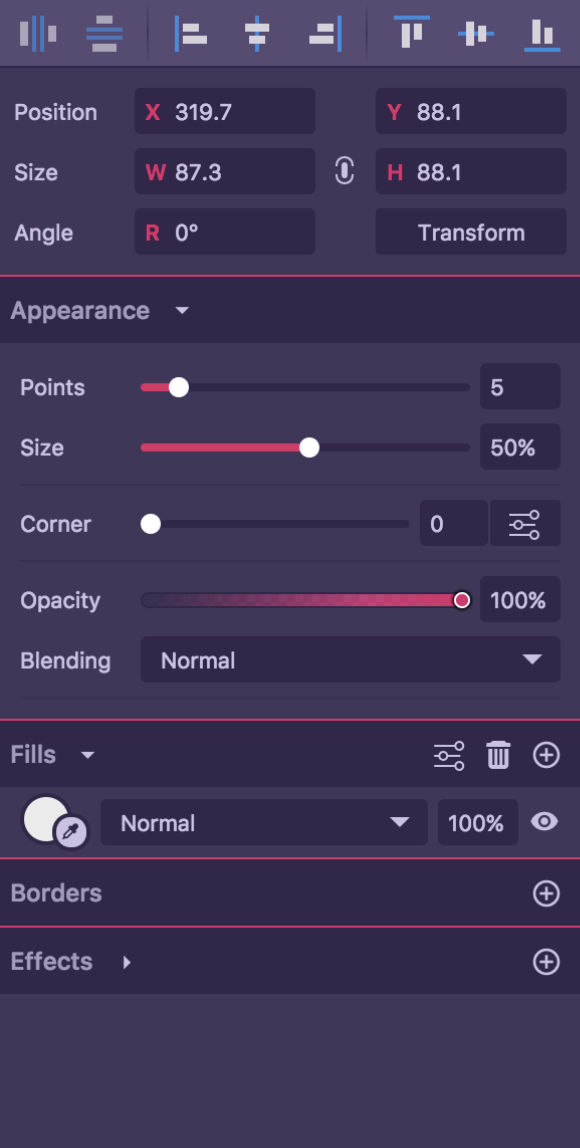 Position X 319.7 Y 88.1
Size W 87.3 H 88.1
Angle R 0° Transform
Appearance
Points 5
Size 50%
Corner 0
Opacity 100%
Blending Normal
Fills
Normal 100%
Borders
Effects